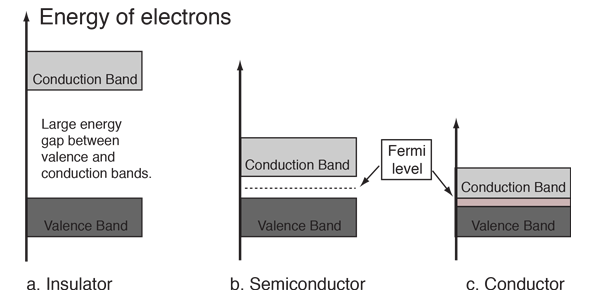 Energy of electrons
Conduction Band
Large energy
gap between
valence and
conduction bands.
Valence Band
a. Insulator
Conduction Band
Valence Band
b. Semiconductor
Fermi
level
Conduction Band
Valence Band
c. Conductor